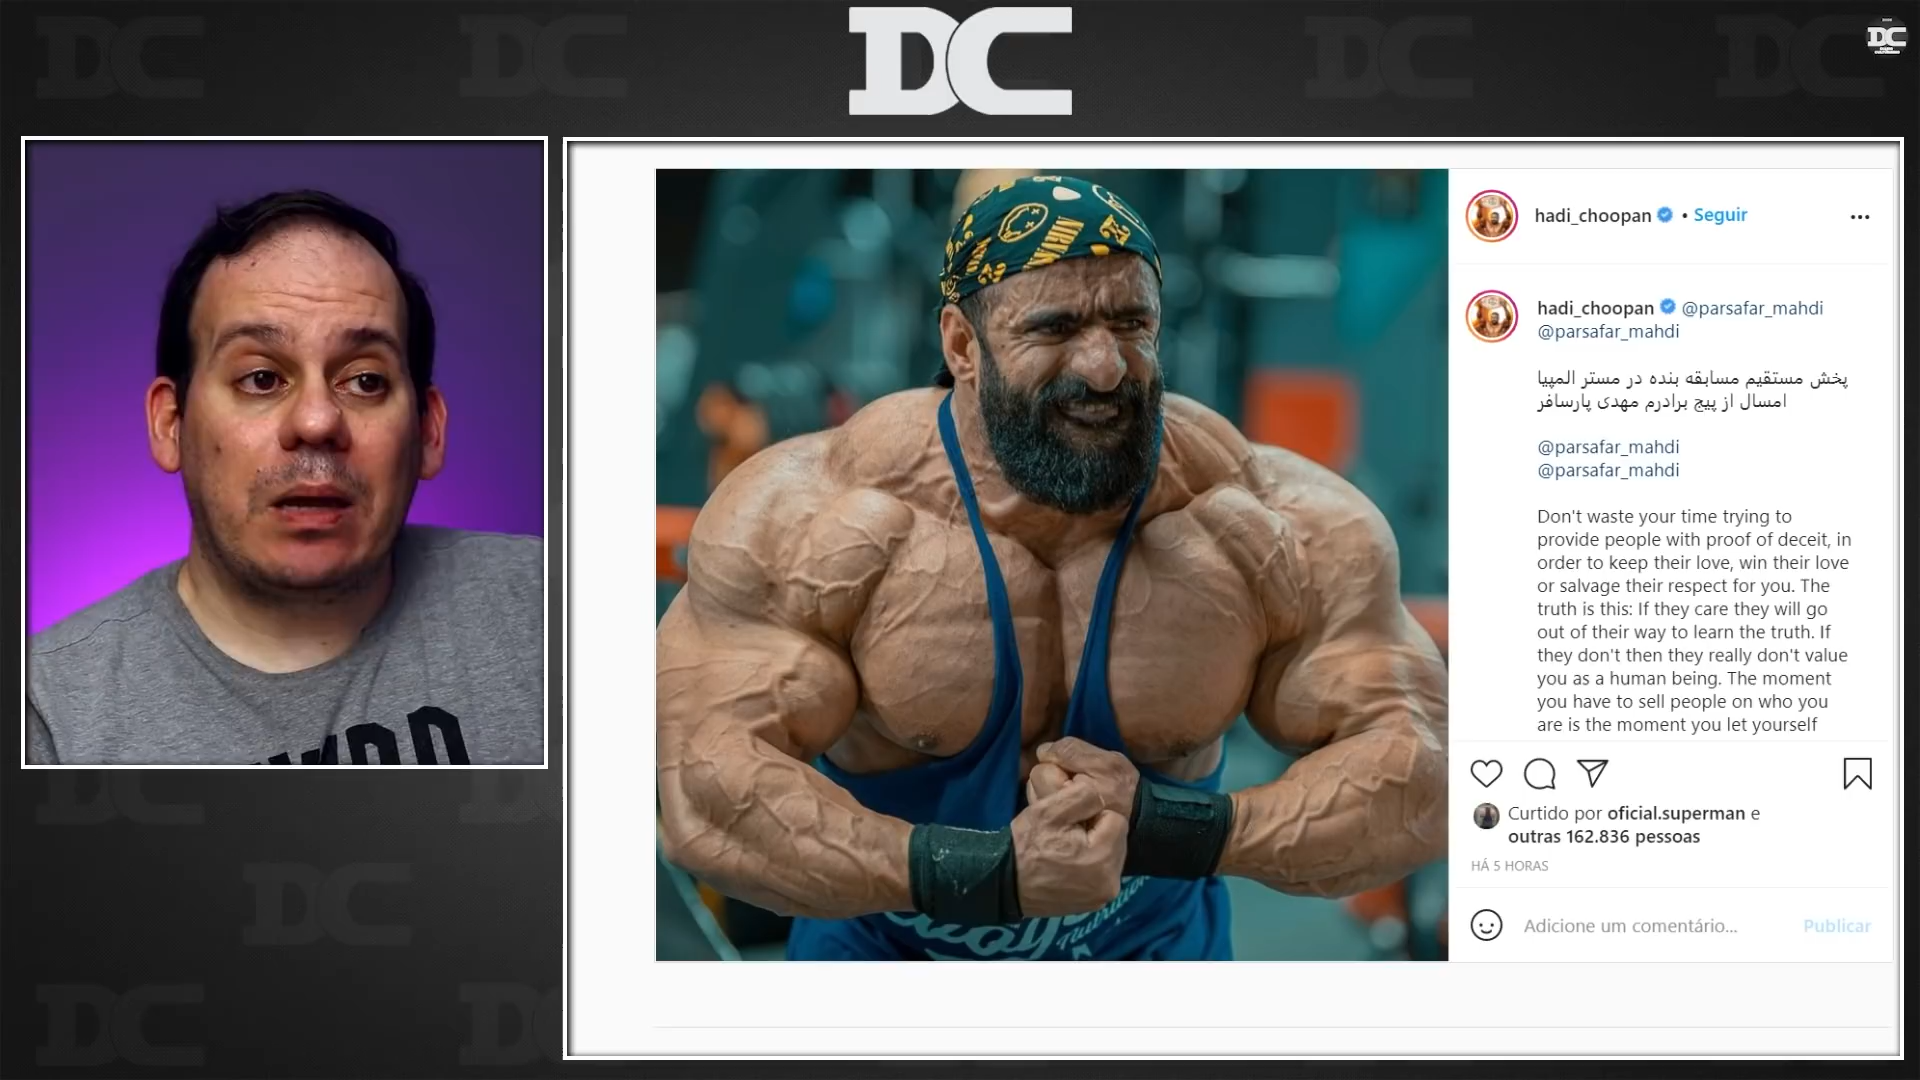 DC
DC
NIRVANA
hadi_choopan • Seguir
hadi_choopan @parsafar_mahdi
@parsafar_mahdi
پخش مستقیم مسابقه بنده در مستر المپیا
امسال از پیج برادرم مهدی پارسافر
@parsafar_mahdi
@parsafar_mahdi
Don't waste your time trying to
provide people with proof of deceit, in
order to keep their love, win their love
or salvage their respect for you. The
truth is this: If they care they will go
out of their way to learn the truth. If
they don't then they really don't value
you as a human being. The moment
you have to sell people on who you
are is the moment you let yourself
Curtido por oficial.superman e
outras 162.836 pessoas
HÁ 5 HORAS
Adicione um comentário... Publicar
Nutrition